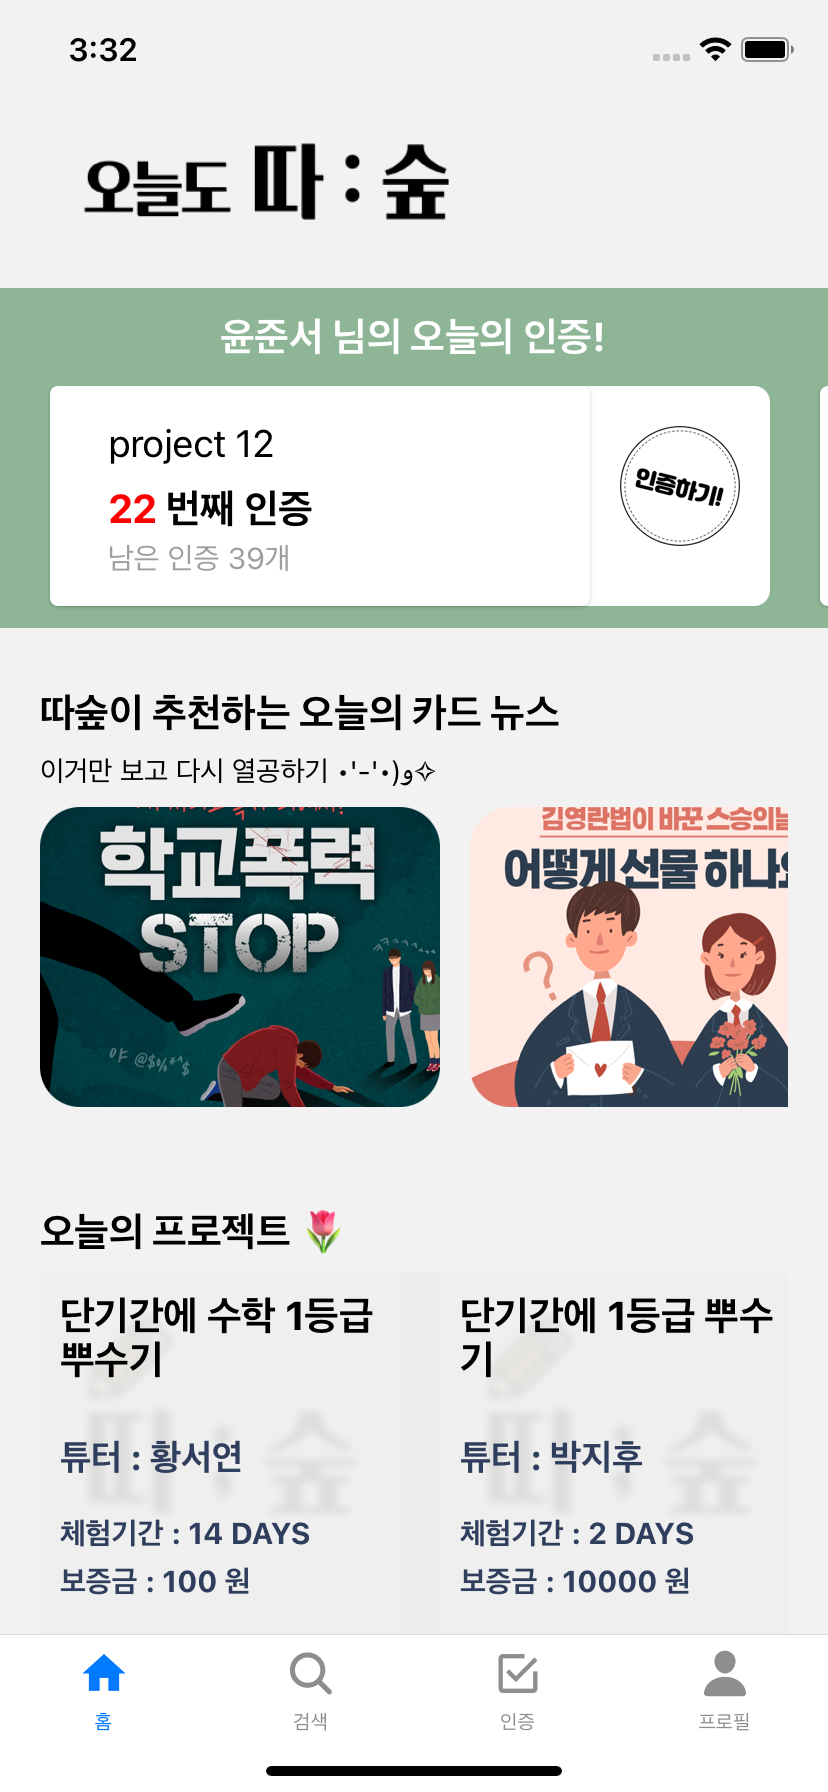 3:32
오늘도 따 : 숲
윤준서 님의 오늘의 인증!
project 12
22 번째 인증
남은 인증 39개
인증하기!
따숲이 추천하는 오늘의 카드 뉴스
이거만 보고 다시 열공하기 •'-'•)و✧
학교폭력
STOP
ㅋㅋㅋㅋㅋㅋ...
야 @$%*^$
김영란법이 바꾼 스승의날
어떻게 선물 하나요
오늘의 프로젝트 🌷
단기간에 수학 1등급
뿌수기
따 : 숲
튜터 : 황서연
체험기간 : 14 DAYS
보증금 : 100 원
단기간에 1등급 뿌수
기
따 : 숲
튜터 : 박지후
체험기간 : 2 DAYS
보증금 : 10000 원
홈
검색
인증
프로필